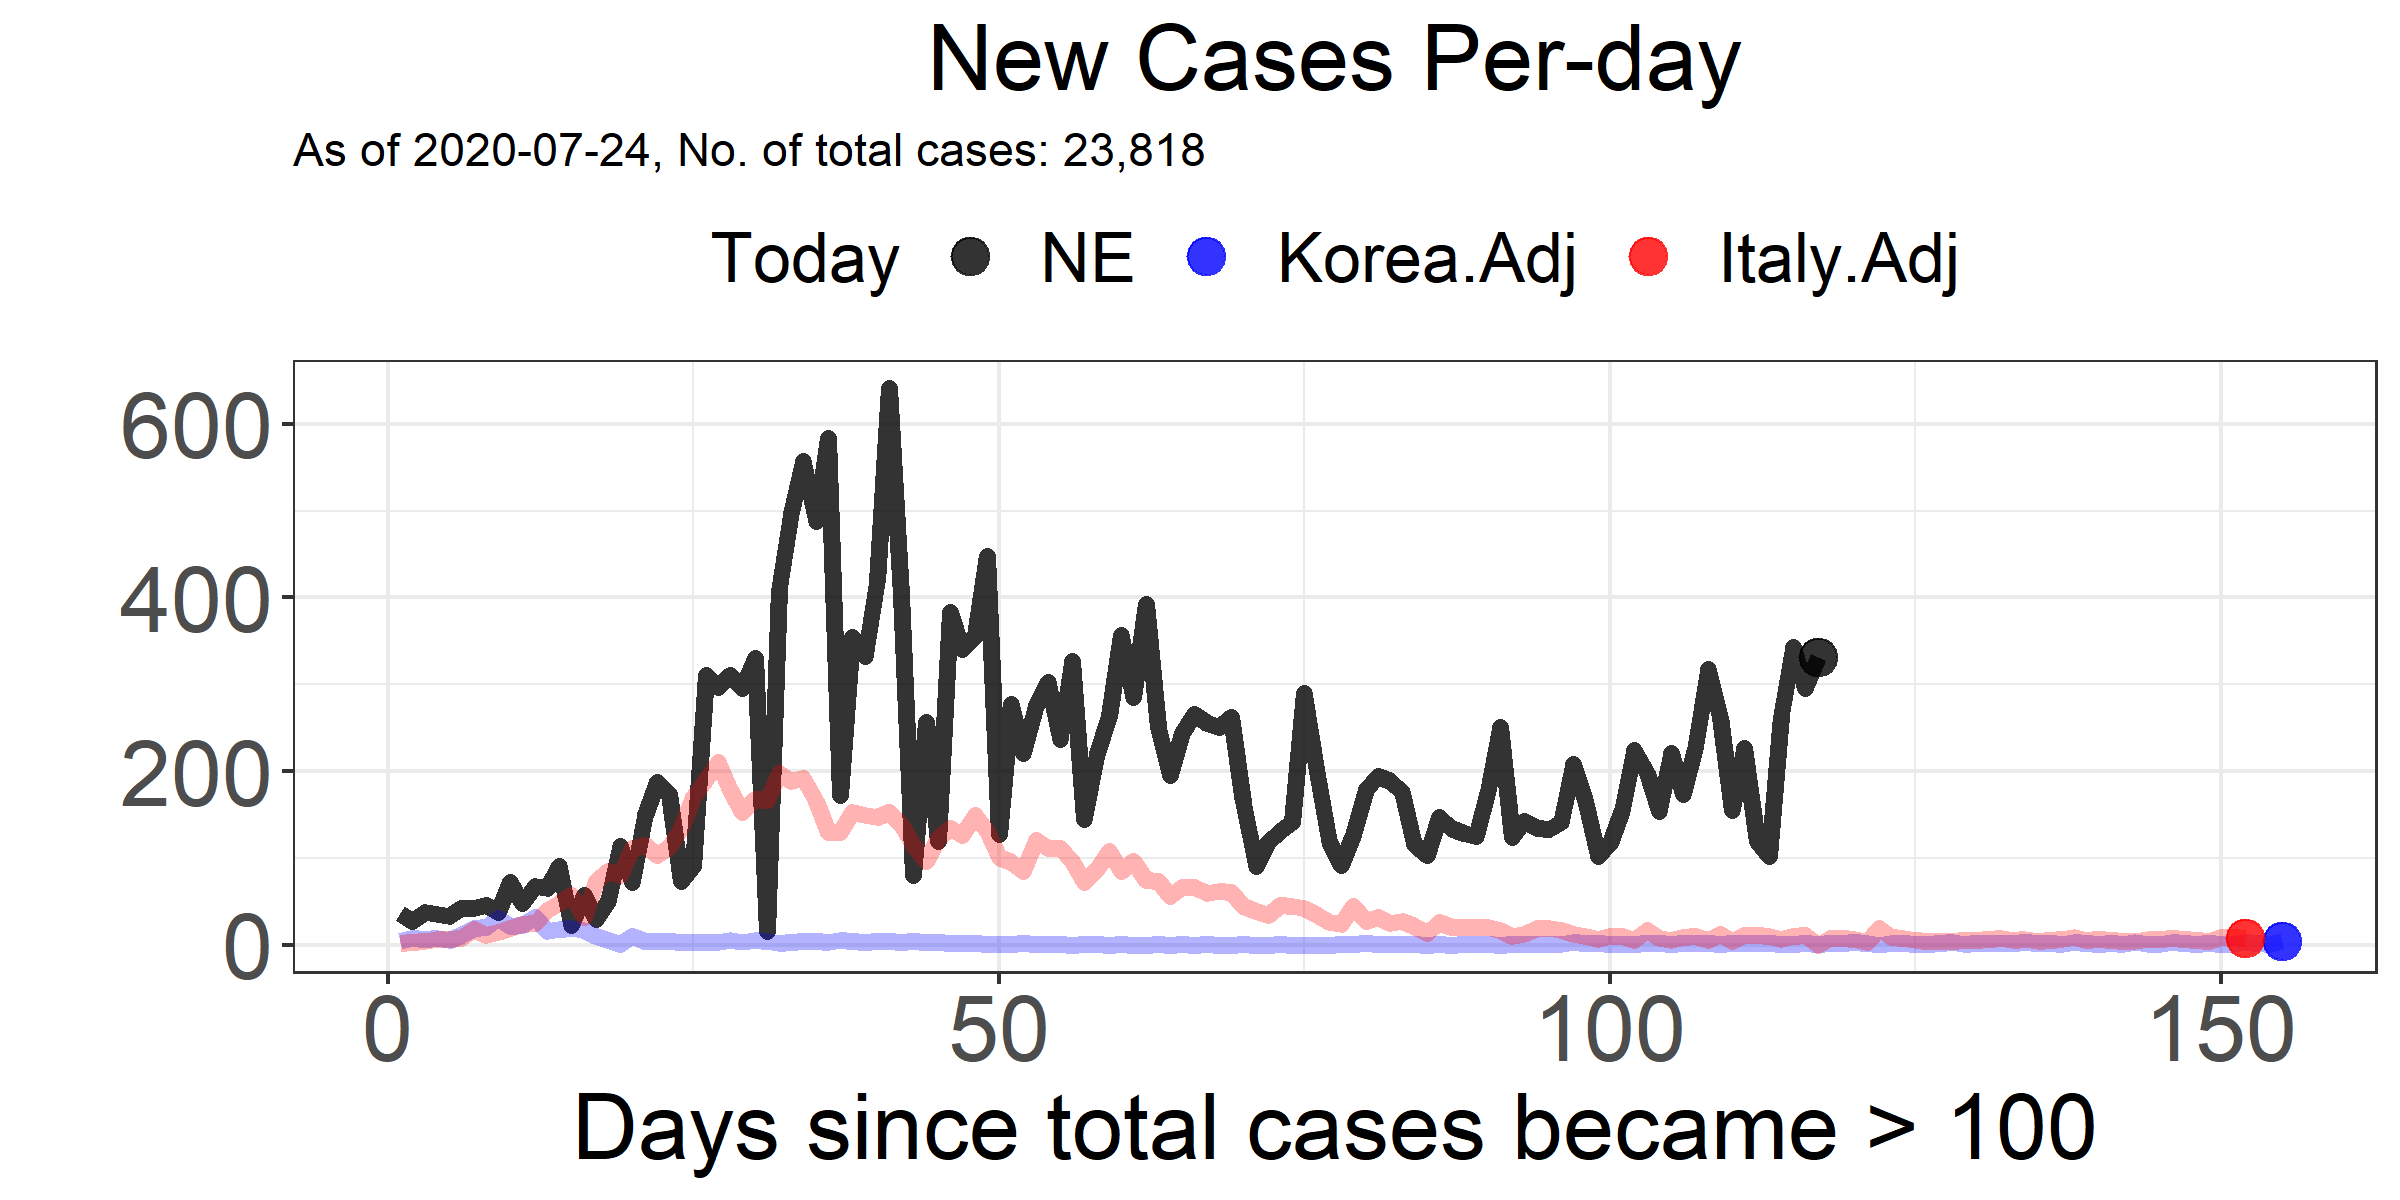 New Cases Per-day
As of 2020-07-24, No. of total cases: 23,818
Today NE Korea.Adj Italy.Adj
600
400
200
0
0 50 100 150
Days since total cases became > 100